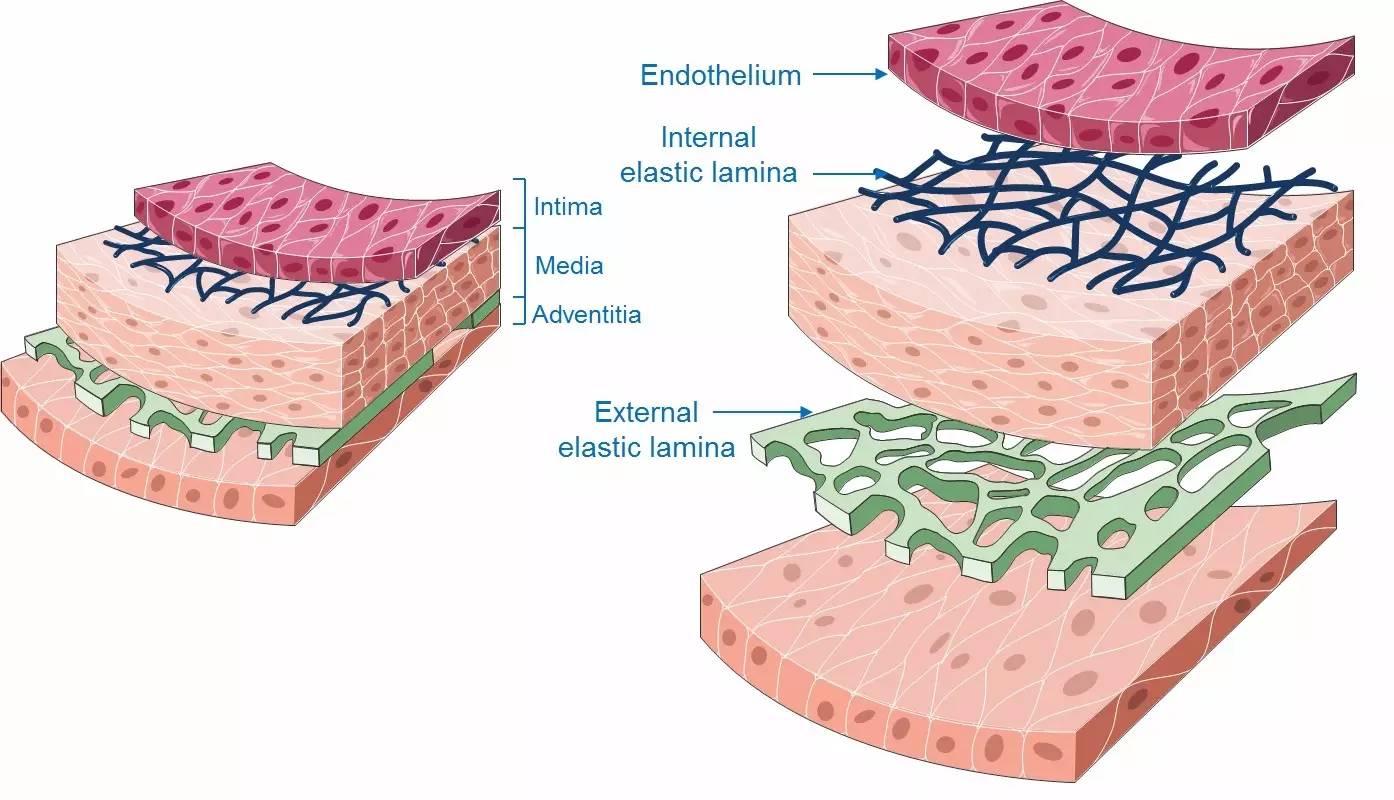 Endothelium
Internal
elastic lamina
Intima
Media
Adventitia
External
elastic lamina